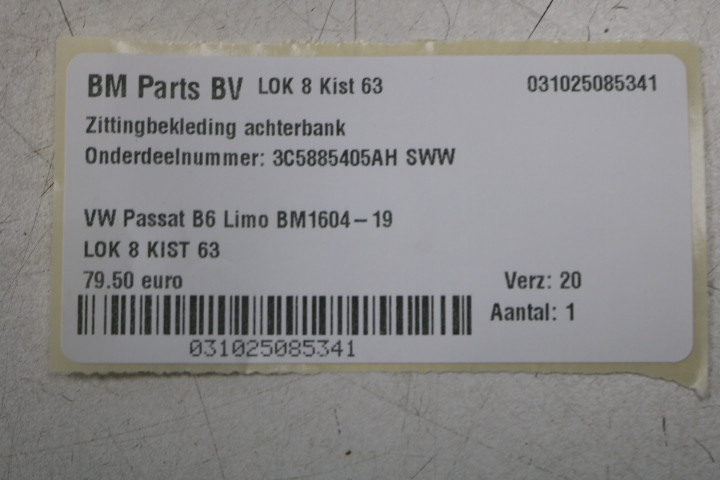 BM Parts BV LOK 8 Kist 63 031025085341
Zittingbekleding achterbank
Onderdeelnummer: 3C5885405AH SWW
VW Passat B6 Limo BM1604-19
LOK 8 KIST 63
79.50 euro Verz: 20
Aantal: 1
031025085341